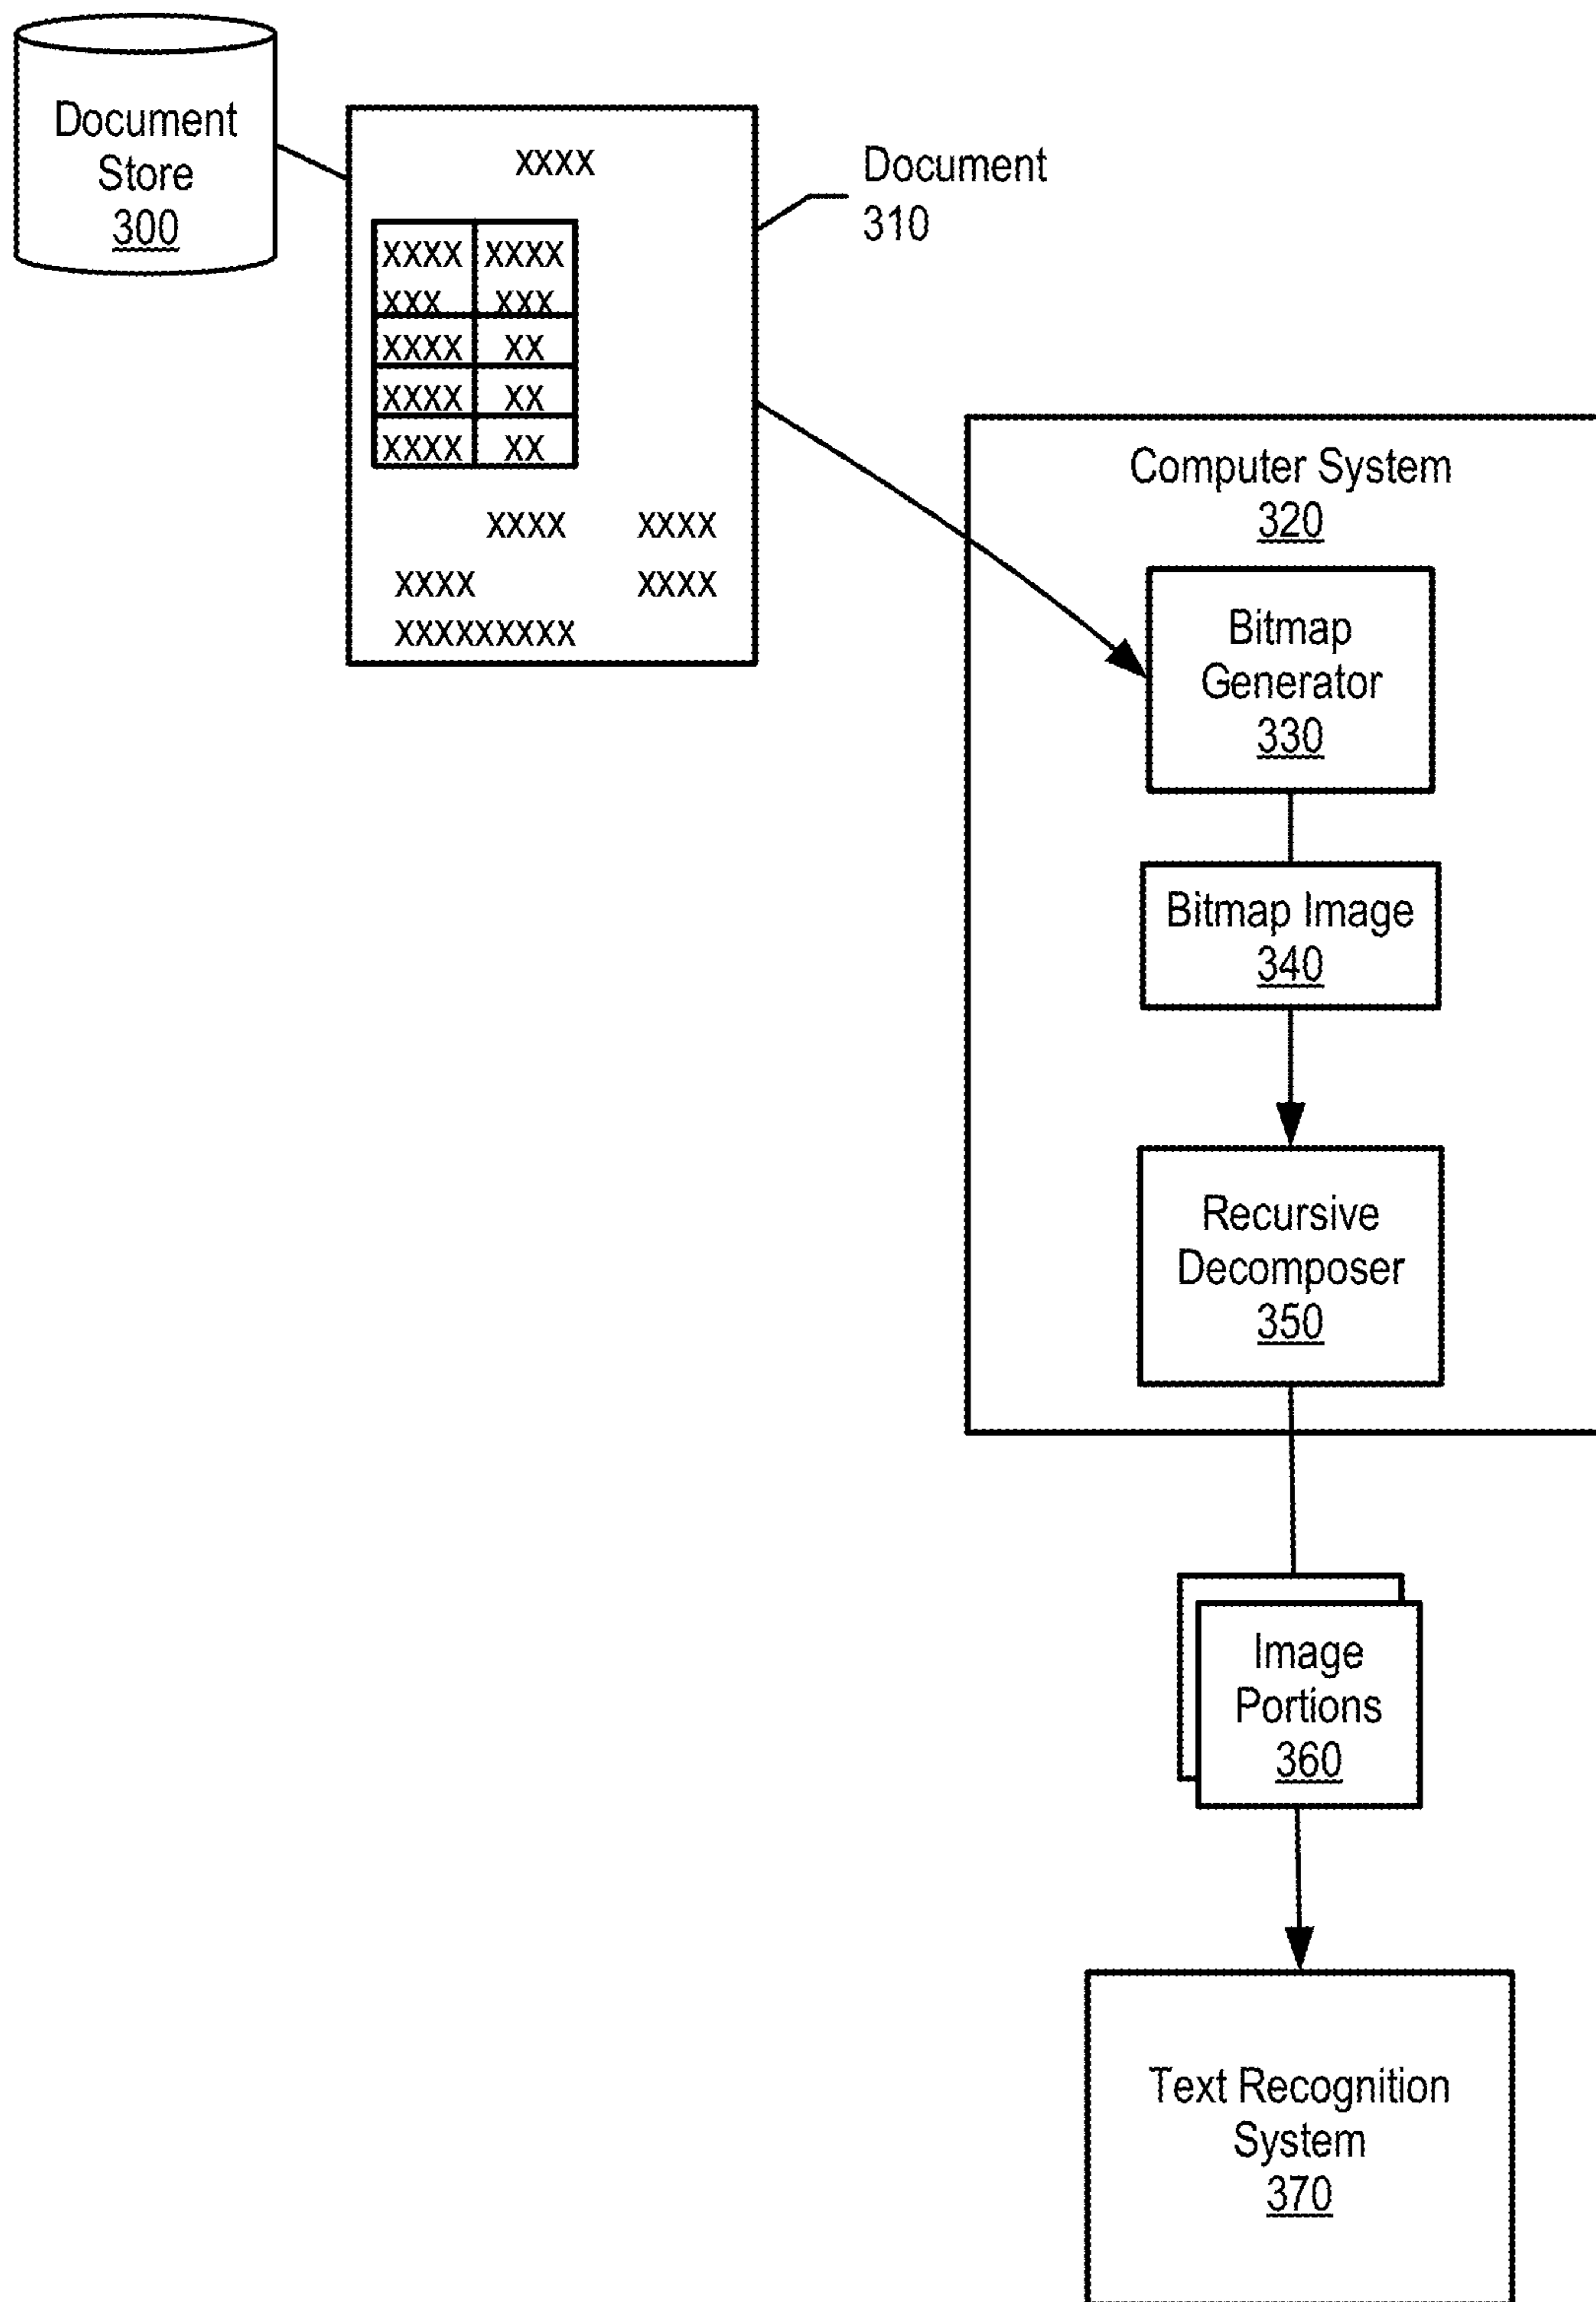 Document
Store
300
XXXX
XXXX XXXX
XXX XXX
XXXX XX
XXXX XX
XXXX XX
XXXX XXXX
XXXX XXXX
XXXXXXXXX
Document
310
Computer System
320
Bitmap
Generator
330
Bitmap Image
340
Recursive
Decomposer
350
Image
Portions
360
Text Recognition
System
370